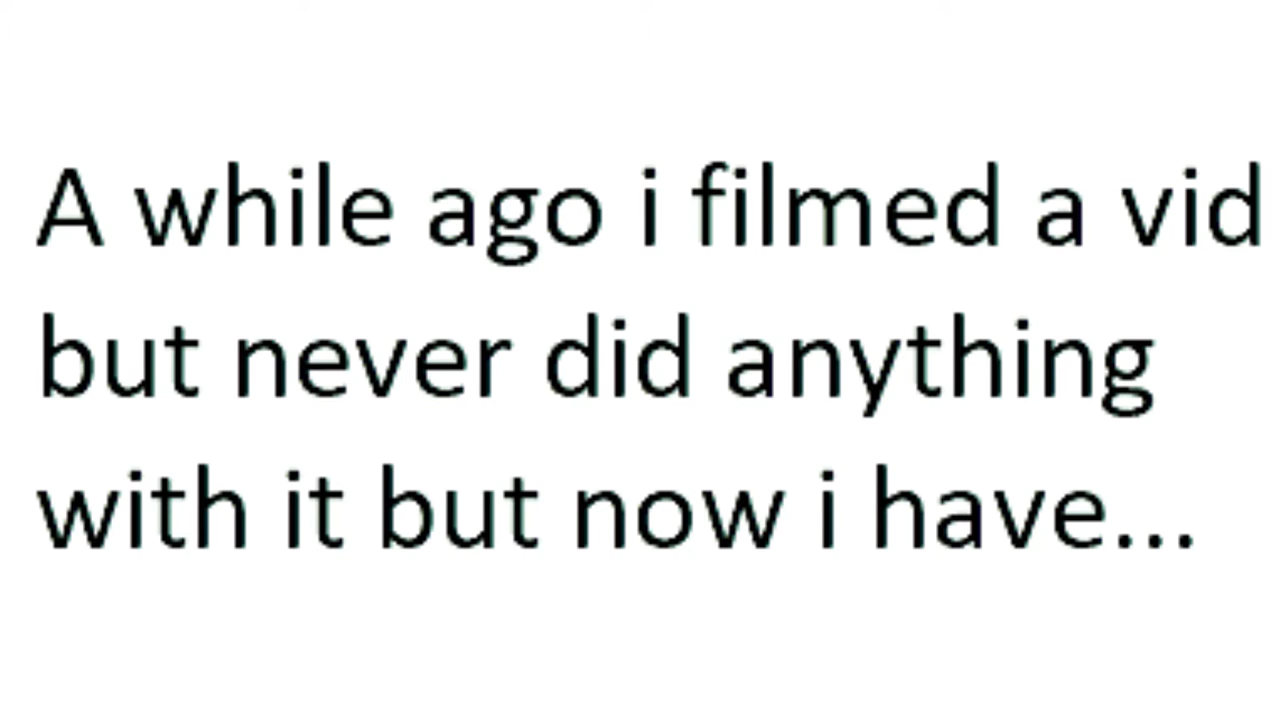 A while ago i filmed a vid
but never did anything
with it but now i have...